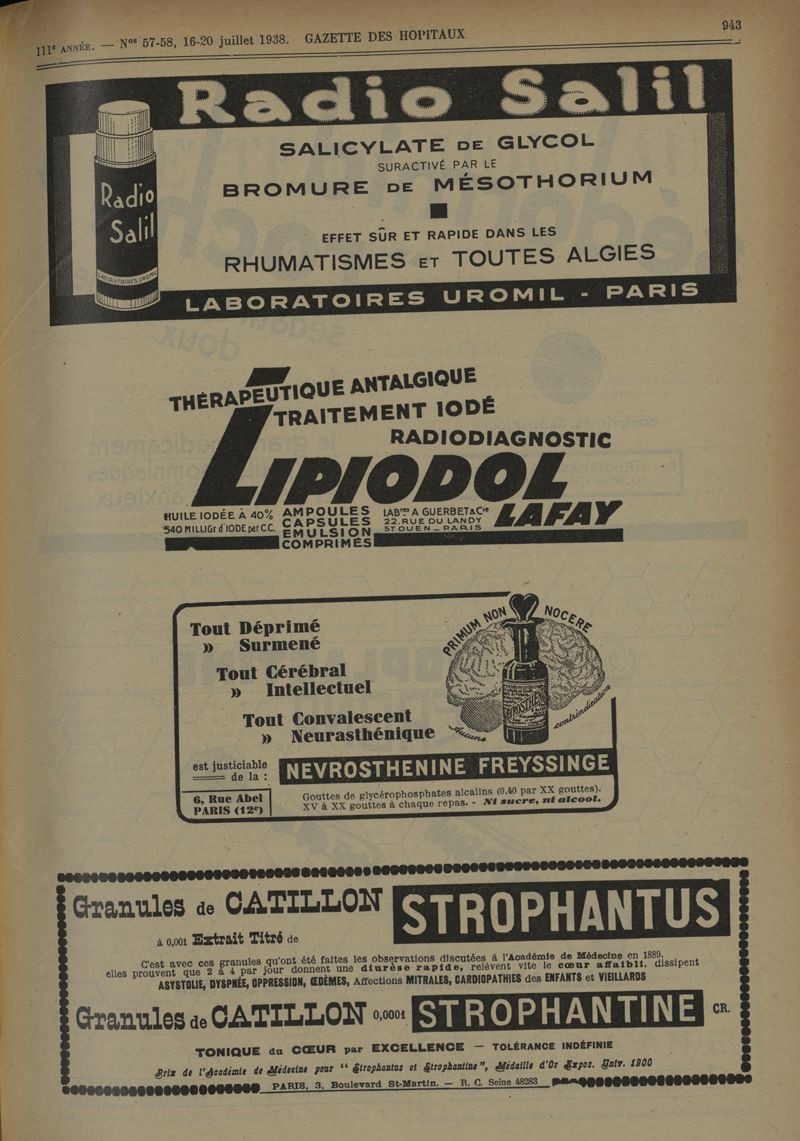 111e ANNÉE. — Nos 57-58, 16-20 juillet 1938. GAZETTE DES HOPITAUX 943
Radio Salil
SALICYLATE DE GLYCOL
SURACTIVÉ PAR LE
BROMURE DE MÉSOTHORIUM
EFFET SÛR ET RAPIDE DANS LES
RHUMATISMES ET TOUTES ALGIES
Radio
Salil
LABORATOIRES UROMIL
LABORATOIRES UROMIL - PARIS
THÉRAPEUTIQUE ANTALGIQUE
TRAITEMENT IODÉ
RADIODIAGNOSTIC
LIPIODOL
LAFAY
HUILE IODÉE À 40%
540 MILLIGr d'IODE par C.C.
AMPOULES
CAPSULES
EMULSION
COMPRIMÉS
LABres A GUERBET & Cie
22. RUE DU LANDY
St OUEN - PARIS
Tout Déprimé
» Surmené
Tout Cérébral
» Intellectuel
Tout Convalescent
» Neurasthénique
PRIMUM NON NOCERE
Aucune contrindication
est justiciable
de la :
NEVROSTHENINE FREYSSINGE
6, Rue Abel
PARIS (12e)
Gouttes de glycérophosphates alcalins (0.40 par XX gouttes).
XV à XX gouttes à chaque repas. - Ni sucre, ni alcool.
Granules de CATILLON STROPHANTUS
à 0,001 Extrait Titré de
C'est avec ces granules qu'ont été faites les observations discutées à l'Académie de Médecine en 1889,
elles prouvent que 2 à 4 par jour donnent une diurèse rapide, relèvent vite le cœur affaibli, dissipent
ASYSTOLIE, DYSPNÉE, OPPRESSION, ŒDÈMES, Affections MITRALES, CARDIOPATHIES des ENFANTS et VIEILLARDS
Granules de CATILLON 0,0001 STROPHANTINE CR.
TONIQUE du CŒUR par EXCELLENCE — TOLÉRANCE INDÉFINIE
Prix de l'Académie de Médecine pour "Strophantus et Strophantine", Médaille d'Or Expos. Univ. 1900
PARIS, 3, Boulevard St-Martin. — R. C. Seine 48283